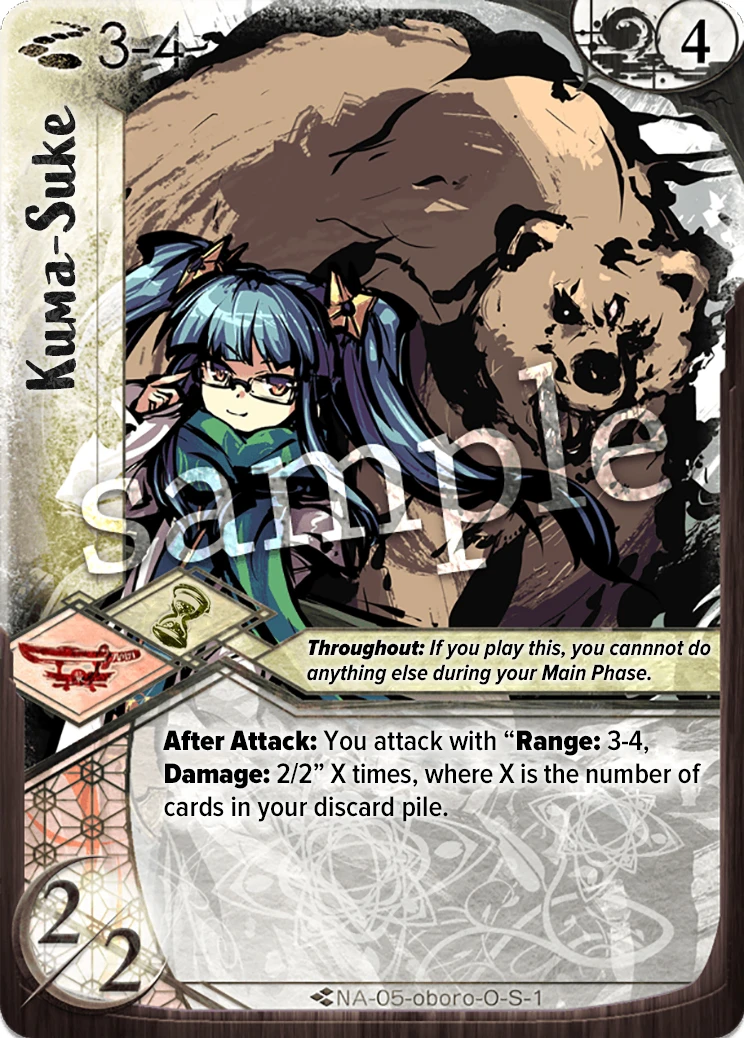 3-4
4
Kuma-Suke
sample
Throughout: If you play this, you cannnot do
anything else during your Main Phase.
After Attack: You attack with “Range: 3-4,
Damage: 2/2” X times, where X is the number of
cards in your discard pile.
2/2
NA-05-oboro-O-S-1